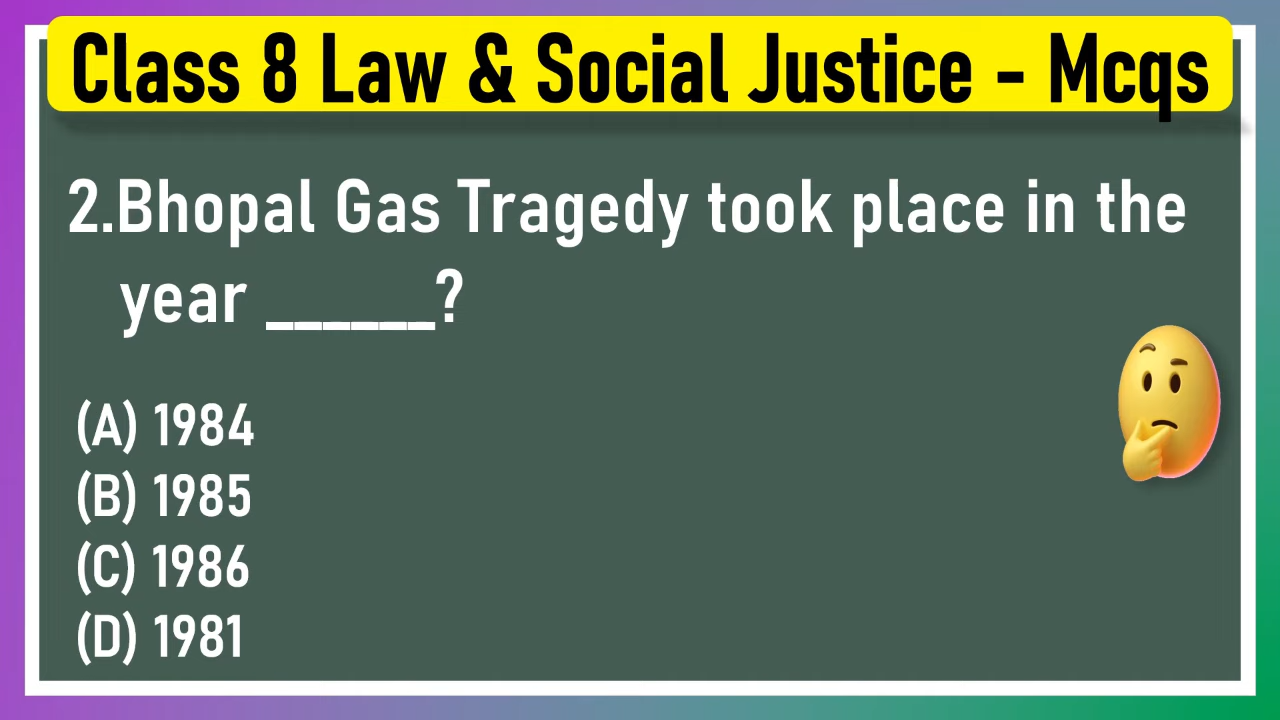 Class 8 Law & Social Justice - Mcqs
2.Bhopal Gas Tragedy took place in the
year ______?
(A) 1984
(B) 1985
(C) 1986
(D) 1981